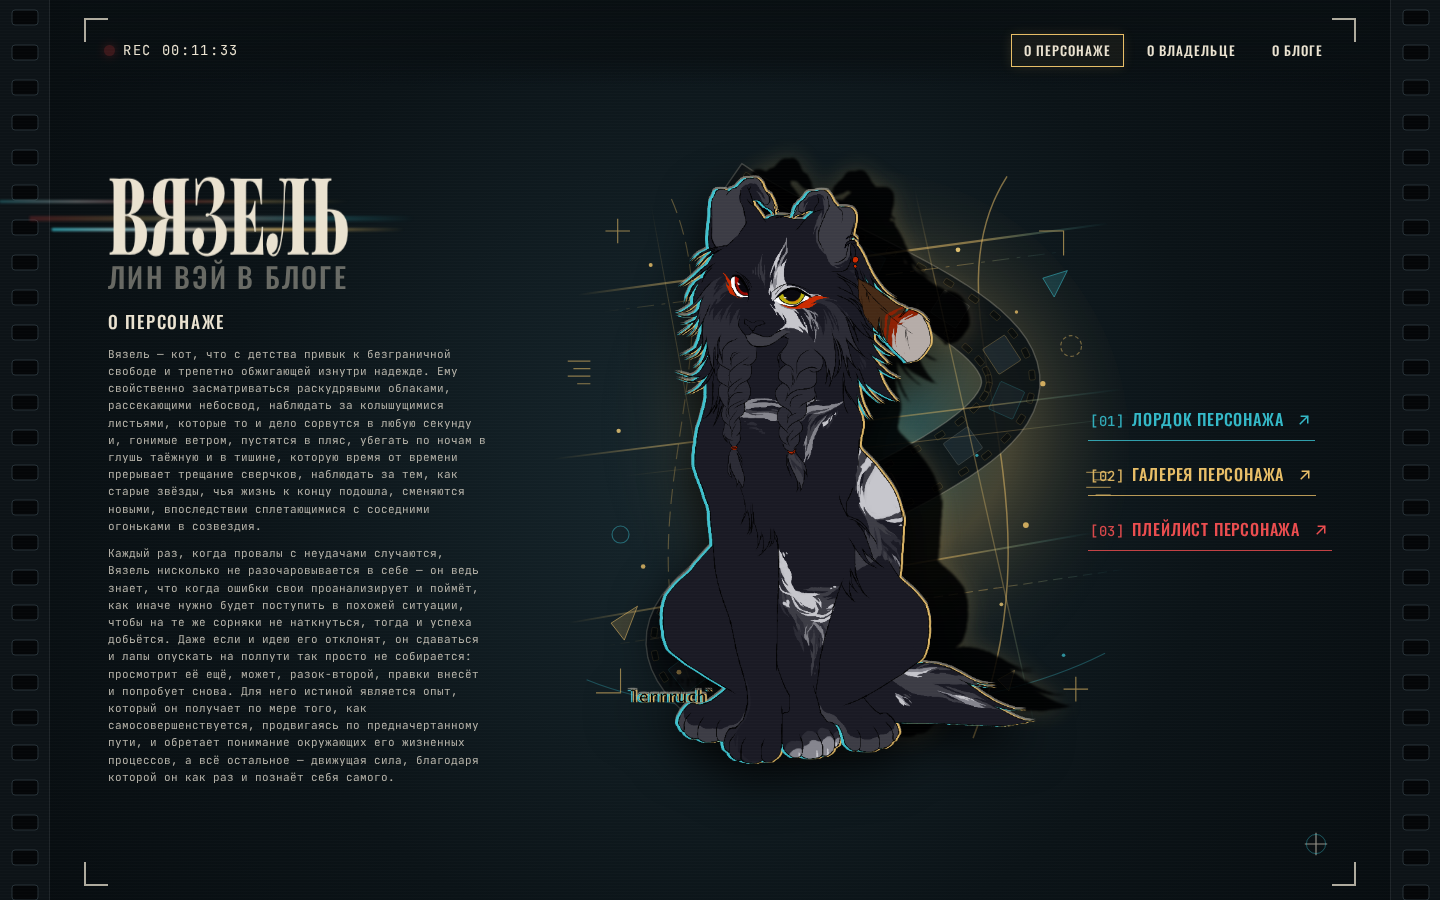 REC 00:11:33
О ПЕРСОНАЖЕ
О ВЛАДЕЛЬЦЕ
О БЛОГЕ
ВЯЗЕЛЬ
ЛИН ВЭЙ В БЛОГЕ
О ПЕРСОНАЖЕ
Вязель — кот, что с детства привык к безграничной
свободе и трепетно обжигающей изнутри надежде. Ему
свойственно засматриваться раскудрявыми облаками,
рассекающими небосвод, наблюдать за колышущимися
листьями, которые то и дело сорвутся в любую секунду
и, гонимые ветром, пустятся в пляс, убегать по ночам в
глушь таёжную и в тишине, которую время от времени
прерывает трещание сверчков, наблюдать за тем, как
старые звёзды, чья жизнь к концу подошла, сменяются
новыми, впоследствии сплетающимися с соседними
огоньками в созвездия.
Каждый раз, когда провалы с неудачами случаются,
Вязель нисколько не разочаровывается в себе — он ведь
знает, что когда ошибки свои проанализирует и поймёт,
как иначе нужно будет поступить в похожей ситуации,
чтобы на те же сорняки не наткнуться, тогда и успеха
добьётся. Даже если и идею его отклонят, он сдаваться
и лапы опускать на полпути так просто не собирается:
просмотрит её ещё, может, разок-второй, правки внесёт
и попробует снова. Для него истиной является опыт,
который он получает по мере того, как
самосовершенствуется, продвигаясь по предначертанному
пути, и обретает понимание окружающих его жизненных
процессов, а всё остальное — движущая сила, благодаря
которой он как раз и познаёт себя самого.
[01] ЛОРДОК ПЕРСОНАЖА
[02] ГАЛЕРЕЯ ПЕРСОНАЖА
[03] ПЛЕЙЛИСТ ПЕРСОНАЖА